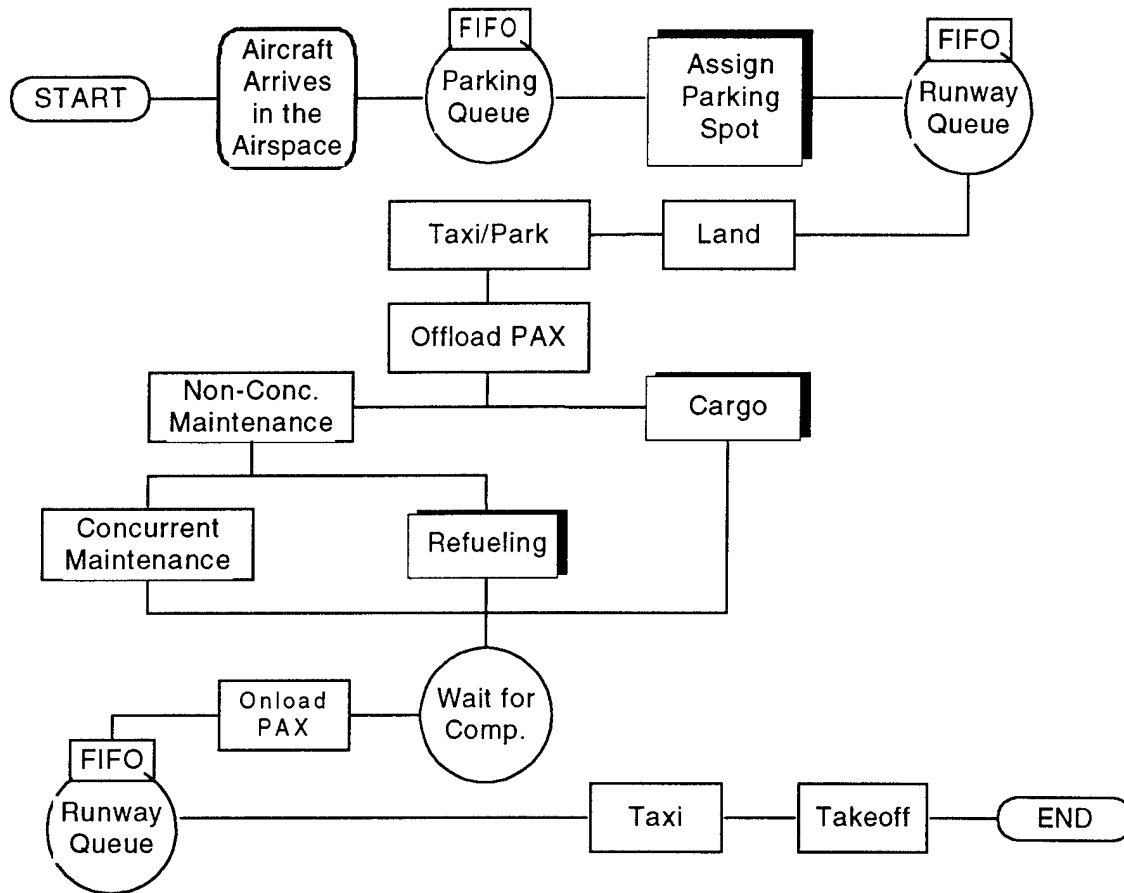 START
Aircraft
Arrives
in the
Airspace
FIFO
Parking
Queue
Assign
Parking
Spot
FIFO
Runway
Queue
Taxi/Park
Land
Offload PAX
Non-Conc.
Maintenance
Cargo
Concurrent
Maintenance
Refueling
Onload
PAX
Wait for
Comp.
FIFO
Runway
Queue
Taxi
Takeoff
END